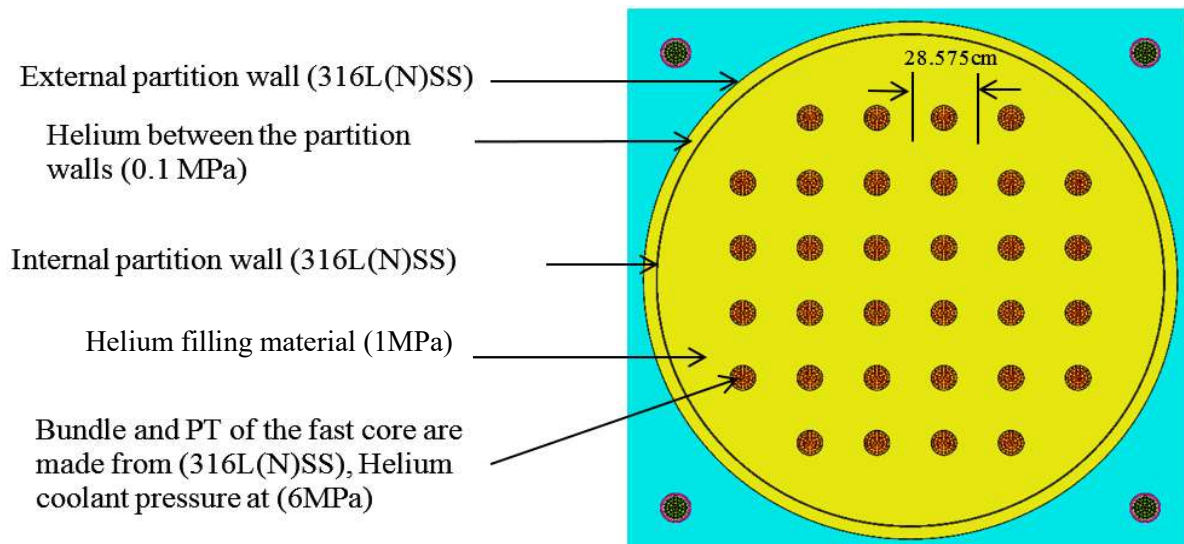 External partition wall (316L(N)SS)
Helium between the partition
walls (0.1 MPa)
Internal partition wall (316L(N)SS)
Helium filling material (1MPa)
Bundle and PT of the fast core are
made from (316L(N)SS), Helium
coolant pressure at (6MPa)
28.575cm